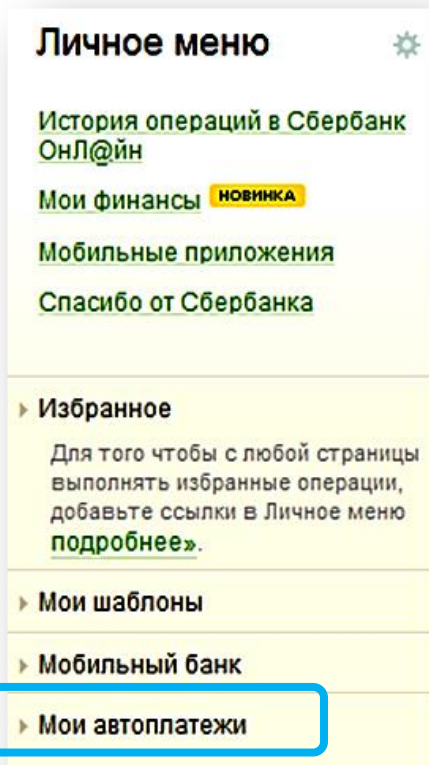 Личное меню
История операций в Сбербанк
ОнЛ@йн
Мои финансы НОВИНКА
Мобильные приложения
Спасибо от Сбербанка
Избранное
Для того чтобы с любой страницы
выполнять избранные операции,
добавьте ссылки в Личное меню
подробнее».
Мои шаблоны
Мобильный банк
Мои автоплатежи